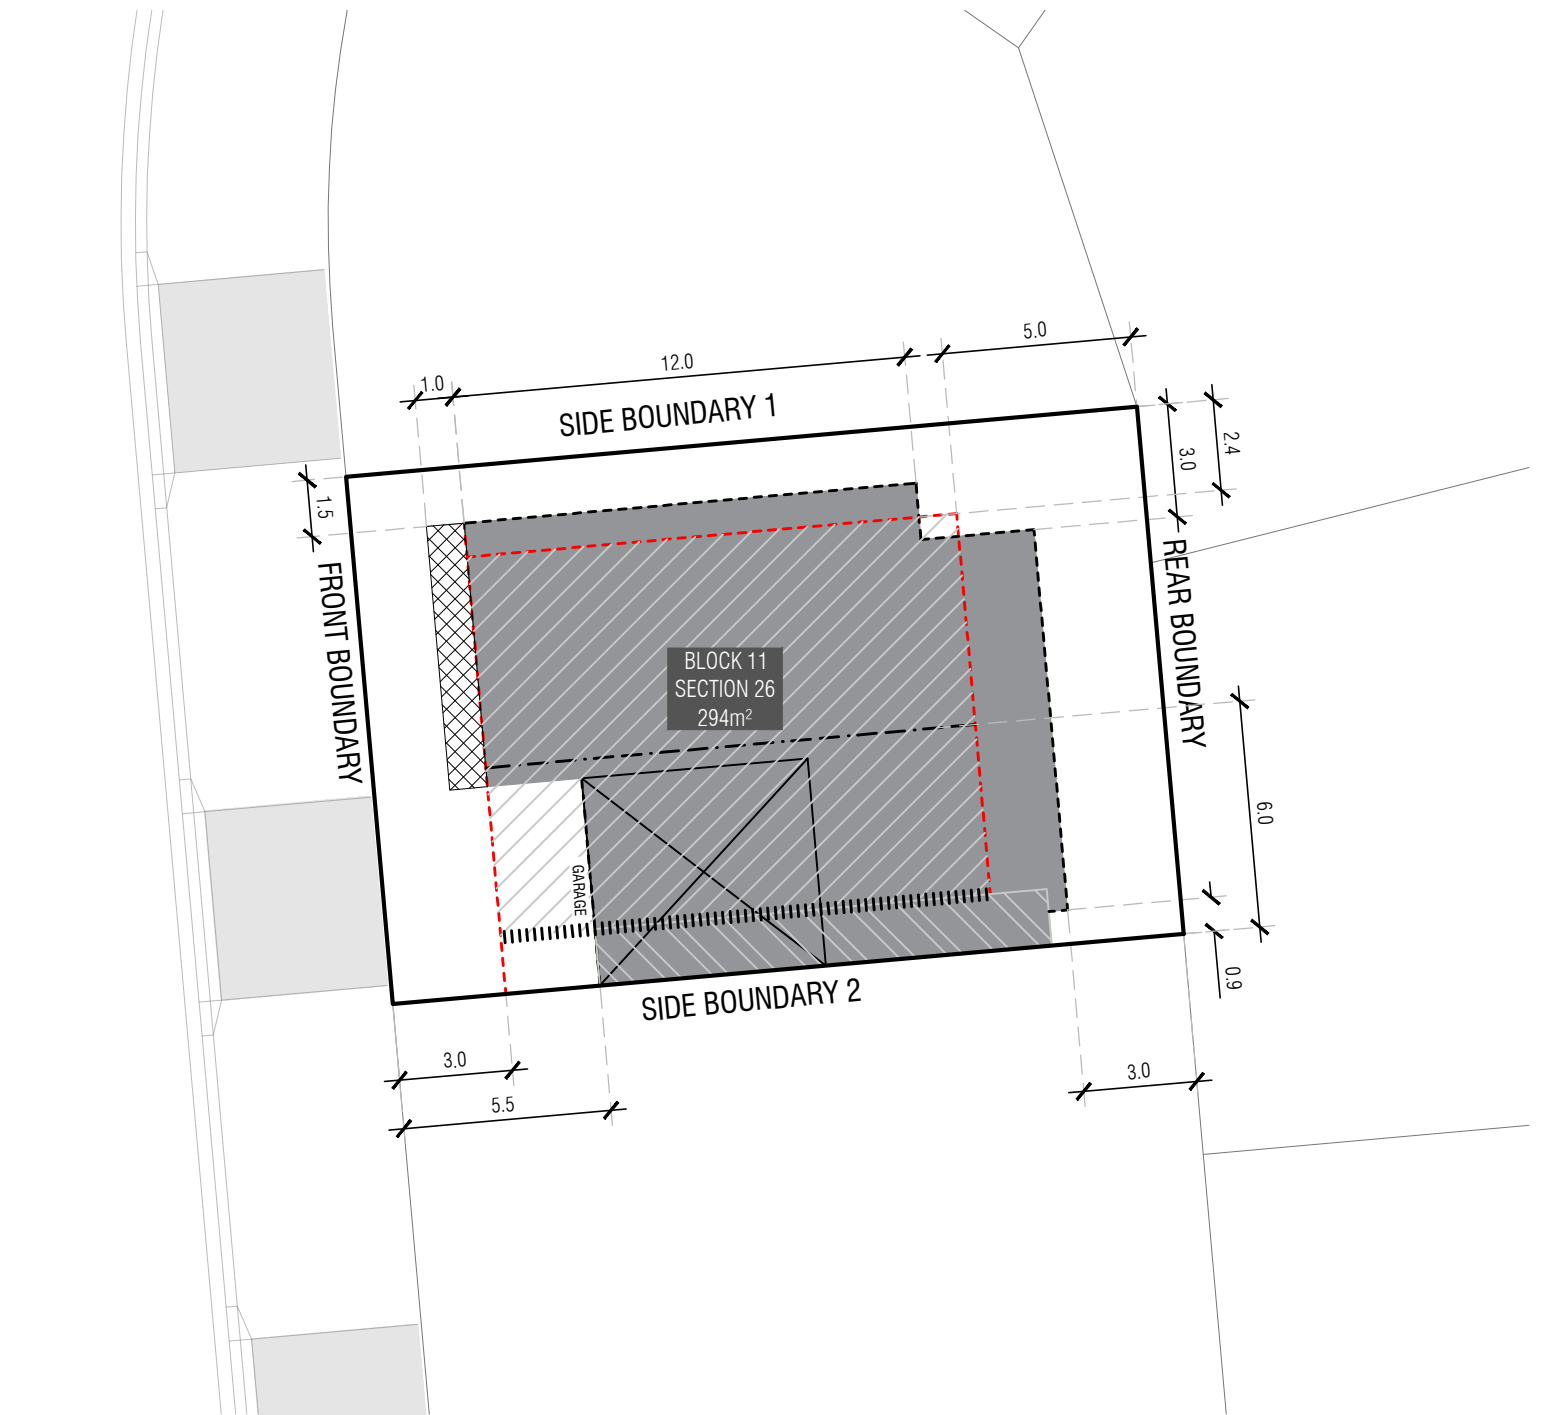 5.0
12.0
1.0
SIDE BOUNDARY 1
2.4
3.0
1.5
FRONT BOUNDARY
REAR BOUNDARY
BLOCK 11
SECTION 26
294m²
6.0
GARAGE
0.9
SIDE BOUNDARY 2
3.0
3.0
5.5